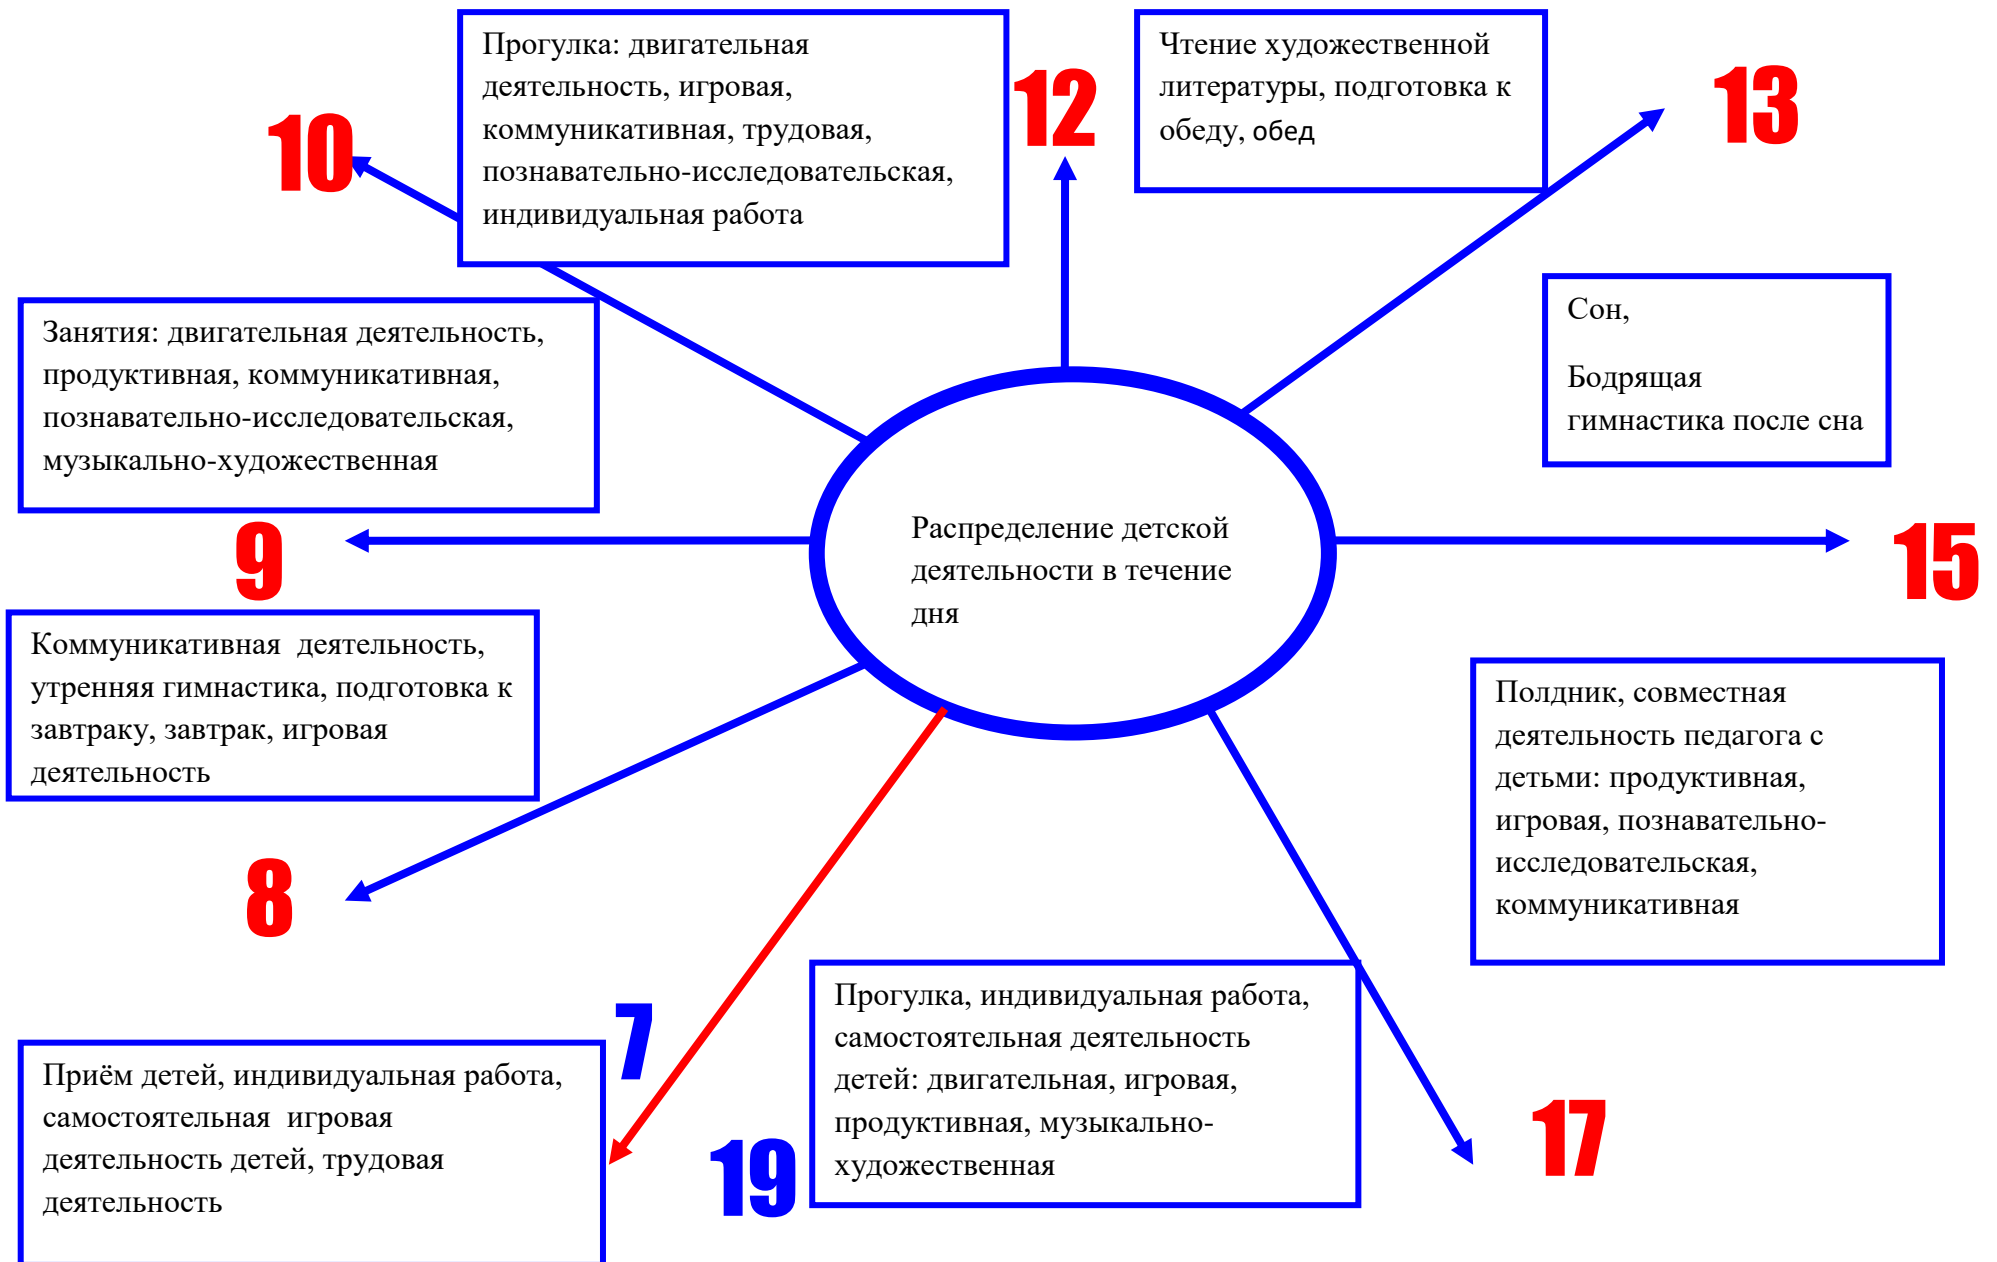 Прогулка: двигательная
деятельность, игровая,
коммуникативная, трудовая,
познавательно-исследовательская,
индивидуальная работа
Чтение художественной
литературы, подготовка к
обеду, обед
10
12
13
Занятия: двигательная деятельность,
продуктивная, коммуникативная,
познавательно-исследовательская,
музыкально-художественная
Сон,
Бодрящая
гимнастика после сна
9
Распределение детской
деятельности в течение
дня
15
Коммуникативная  деятельность,
утренняя гимнастика, подготовка к
завтраку, завтрак, игровая
деятельность
Полдник, совместная
деятельность педагога с
детьми: продуктивная,
игровая, познавательно-
исследовательская,
коммуникативная
8
7
Приём детей, индивидуальная работа,
самостоятельная  игровая
деятельность детей, трудовая
деятельность
19
Прогулка, индивидуальная работа,
самостоятельная деятельность
детей: двигательная, игровая,
продуктивная, музыкально-
художественная
17